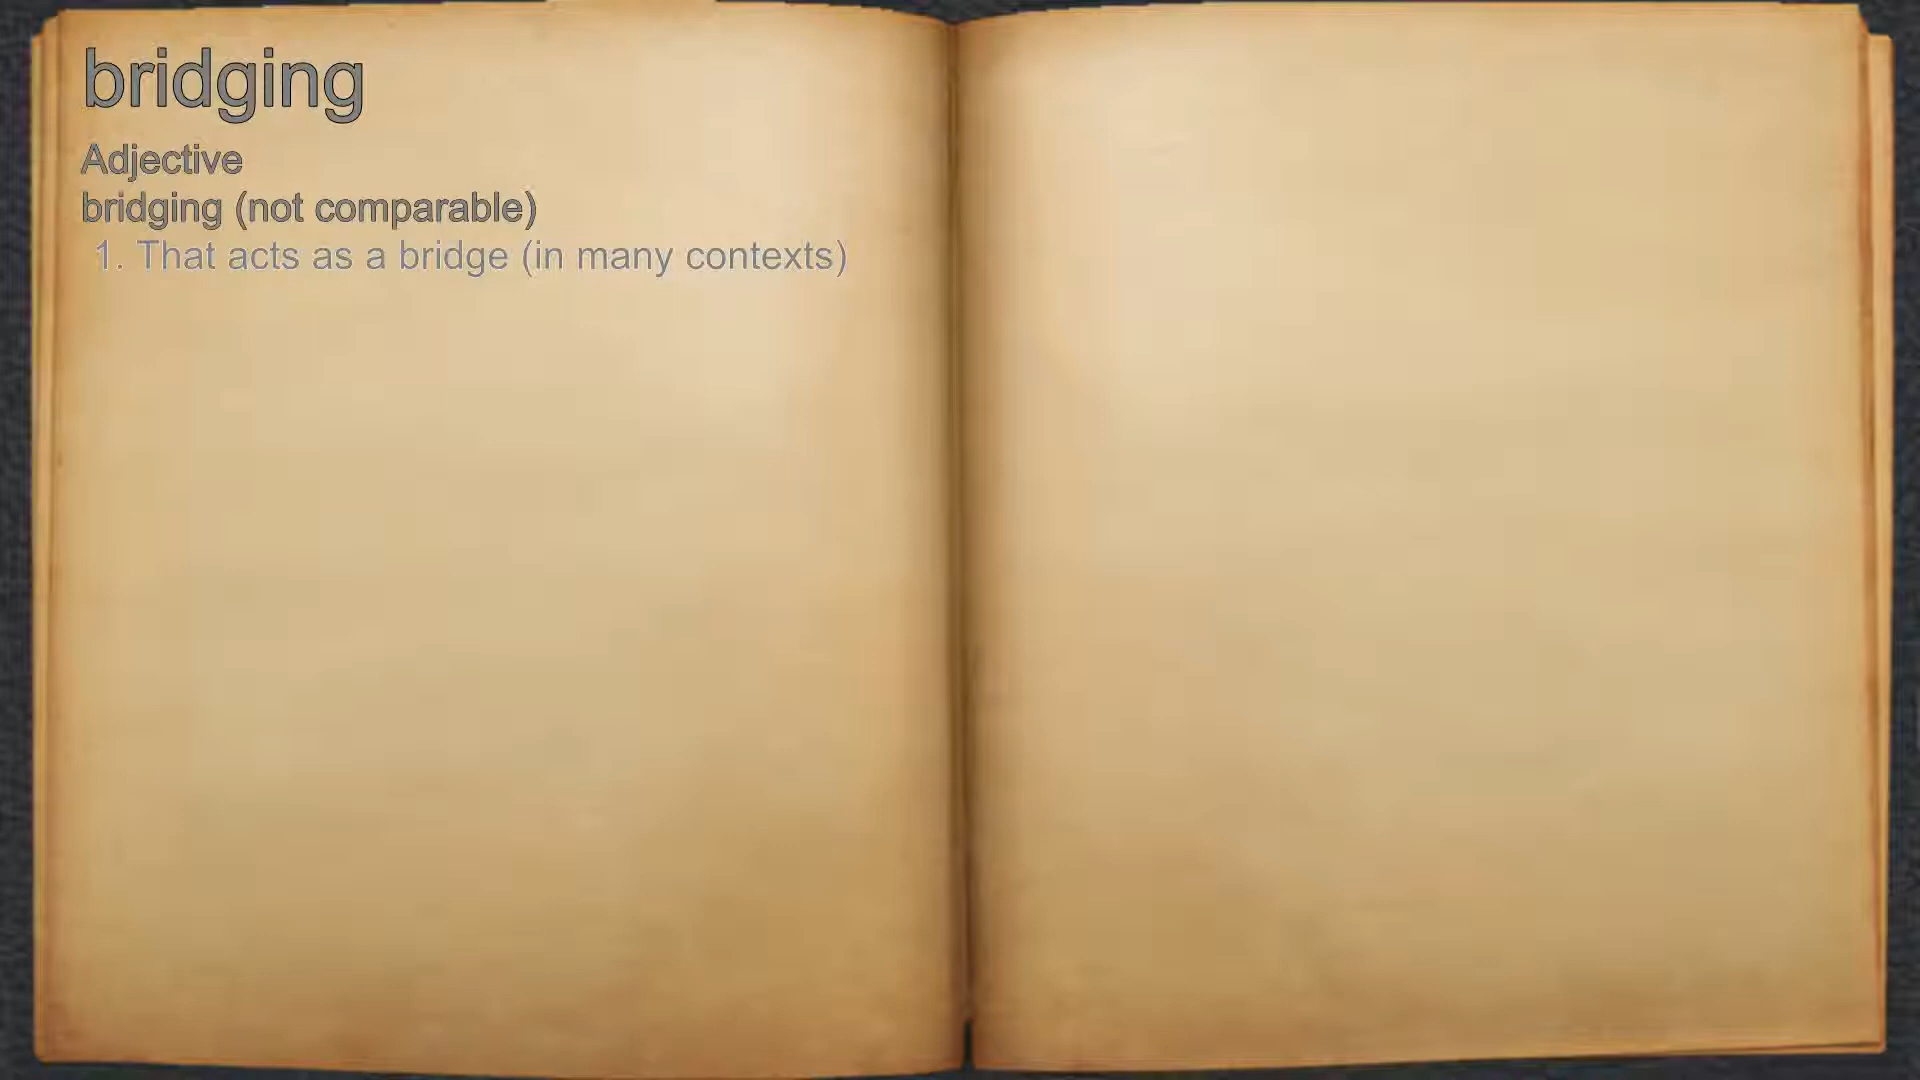 bridging
Adjective
bridging (not comparable)
1. That acts as a bridge (in many contexts)